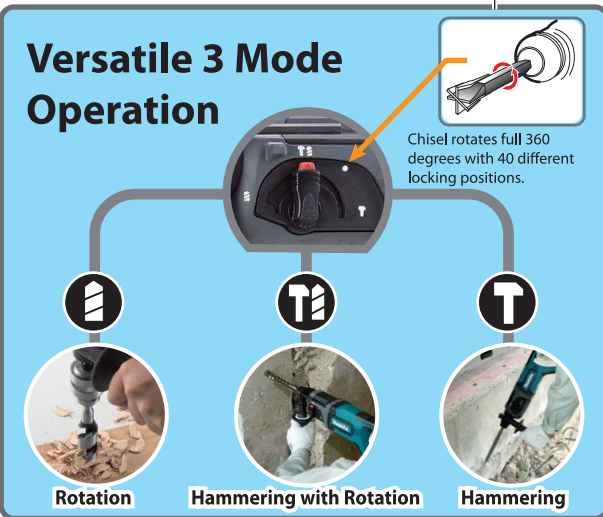 Versatile 3 Mode
Operation
Chisel rotates full 360
degrees with 40 different
locking positions.
Makita
Rotation
Hammering with Rotation
Hammering